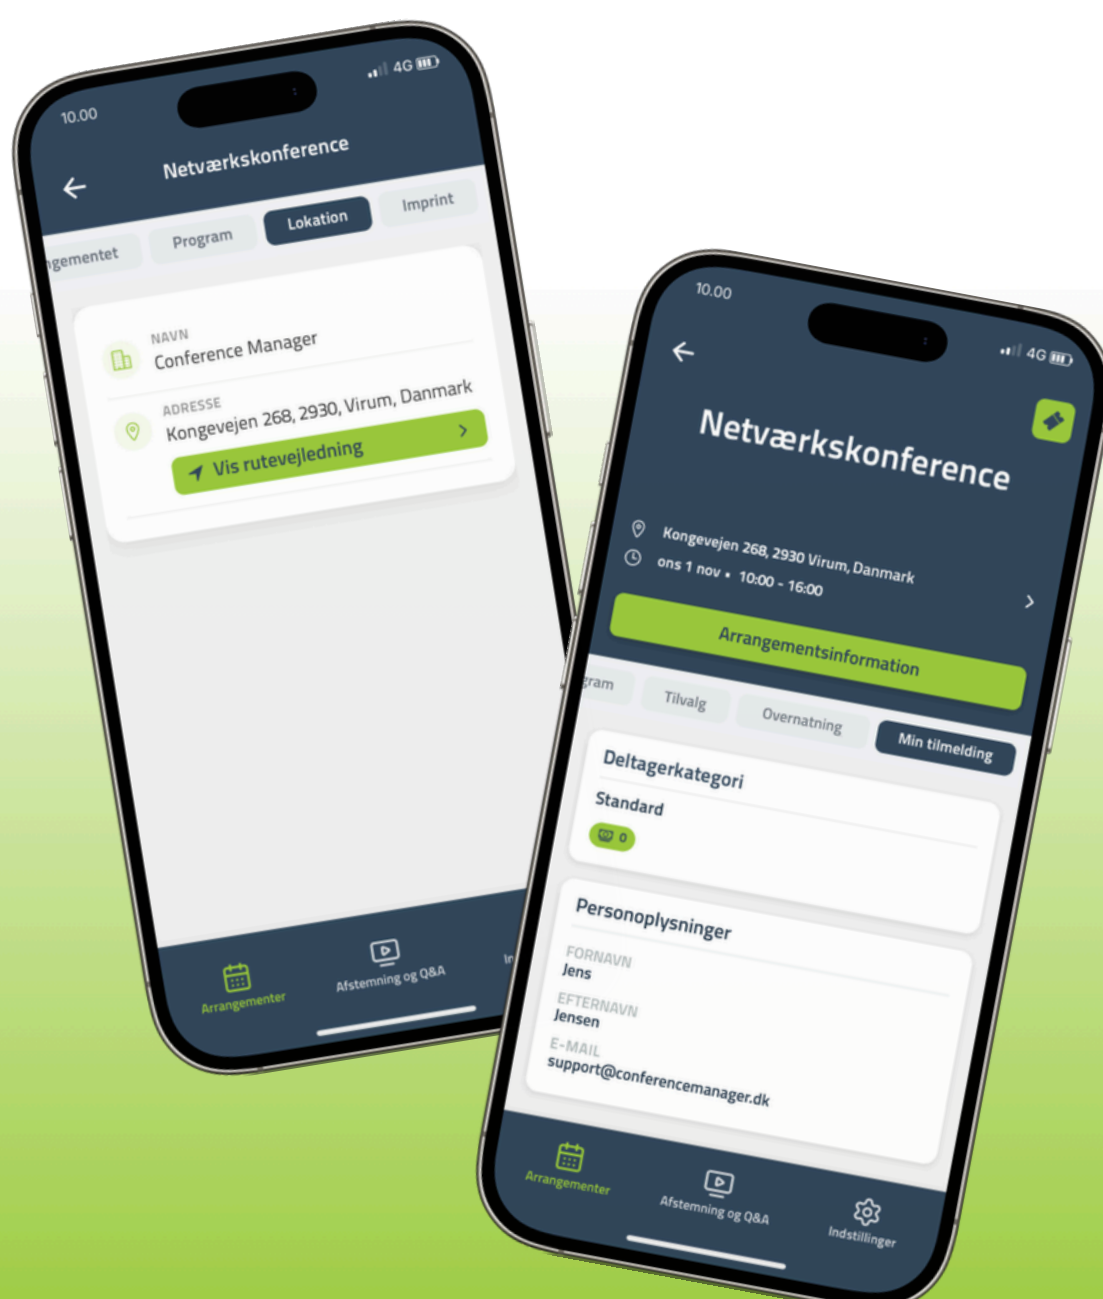 10.00
4G
Netværkskonference
ngementet
Program
Lokation
Imprint
NAVN
Conference Manager
ADRESSE
Kongevejen 268, 2930, Virum, Danmark
Vis rutevejledning
Arrangementer
Afstemning og Q&A
In
10.00
4G
Netværkskonference
Kongevejen 268, 2930 Virum, Danmark
ons 1 nov • 10:00 - 16:00
Arrangementsinformation
gram
Tilvalg
Overnatning
Min tilmelding
Deltagerkategori
Standard
0
Personoplysninger
FORNAVN
Jens
EFTERNAVN
Jensen
E-MAIL
support@conferencemanager.dk
Arrangementer
Afstemning og Q&A
Indstillinger